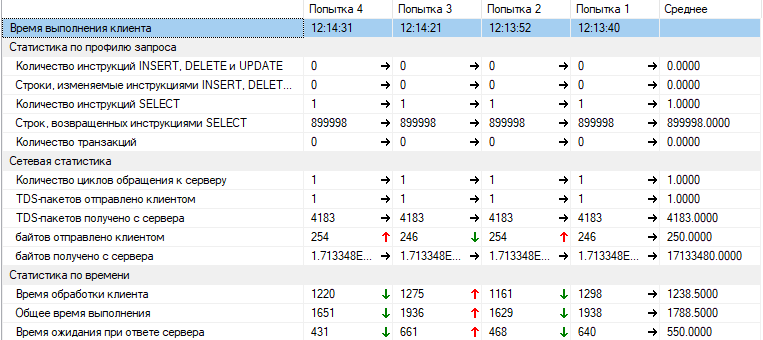 Попытка 4 Попытка 3 Попытка 2 Попытка 1 Среднее
Время выполнения клиента 12:14:31 12:14:21 12:13:52 12:13:40
Статистика по профилю запроса
Количество инструкций INSERT, DELETE и UPDATE 0 → 0 → 0 → 0 → 0.0000
Строки, изменяемые инструкциями INSERT, DELET... 0 → 0 → 0 → 0 → 0.0000
Количество инструкций SELECT 1 → 1 → 1 → 1 → 1.0000
Строк, возвращенных инструкциями SELECT 899998 → 899998 → 899998 → 899998 → 899998.0000
Количество транзакций 0 → 0 → 0 → 0 → 0.0000
Сетевая статистика
Количество циклов обращения к серверу 1 → 1 → 1 → 1 → 1.0000
TDS-пакетов отправлено клиентом 1 → 1 → 1 → 1 → 1.0000
TDS-пакетов получено с сервера 4183 → 4183 → 4183 → 4183 → 4183.0000
байтов отправлено клиентом 254 ↑ 246 ↓ 254 ↑ 246 → 250.0000
байтов получено с сервера 1.713348E... → 1.713348E... → 1.713348E... → 1.713348E... → 17133480.0000
Статистика по времени
Время обработки клиента 1220 ↓ 1275 ↑ 1161 ↓ 1298 → 1238.5000
Общее время выполнения 1651 ↓ 1936 ↑ 1629 ↓ 1938 → 1788.5000
Время ожидания при ответе сервера 431 ↓ 661 ↑ 468 ↓ 640 → 550.0000